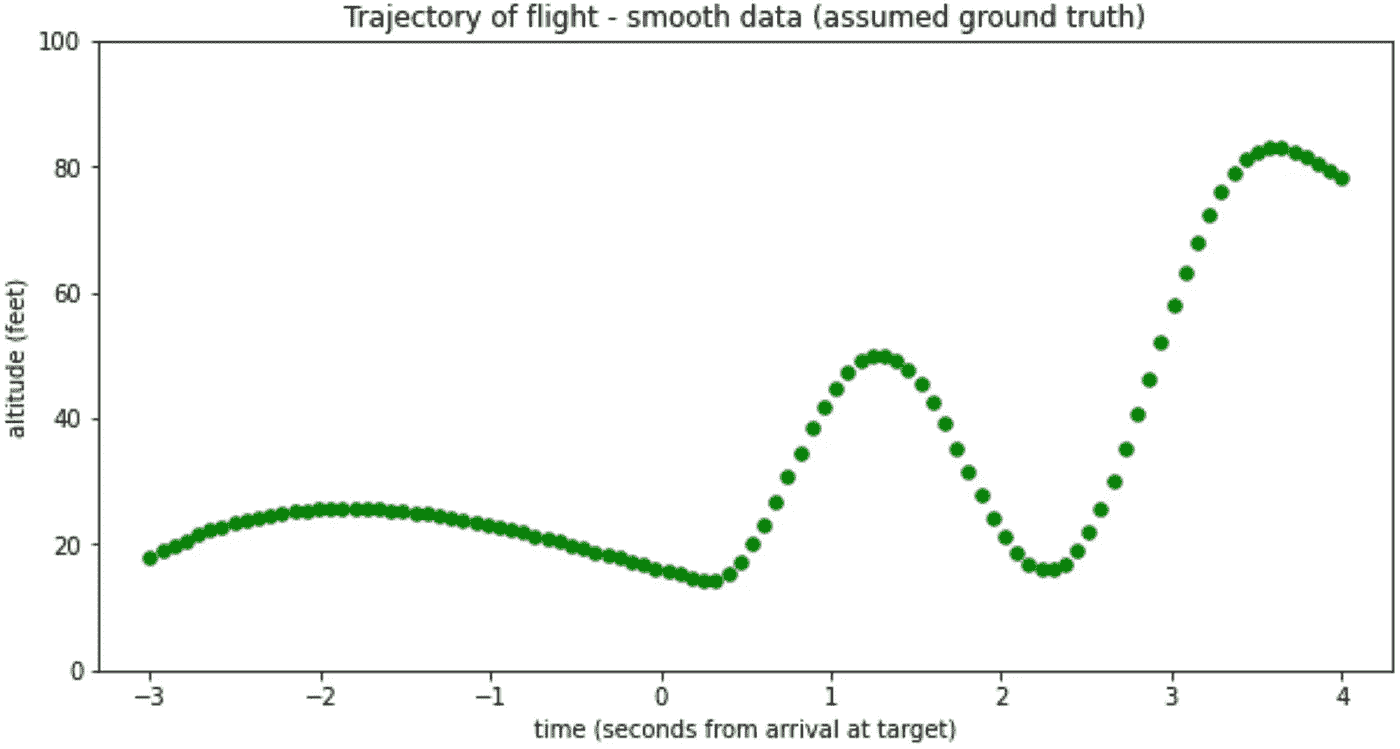 Trajectory of flight - smooth data (assumed ground truth)
100
80
60
40
20
0
altitude (feet)
−3 −2 −1 0 1 2 3 4
time (seconds from arrival at target)